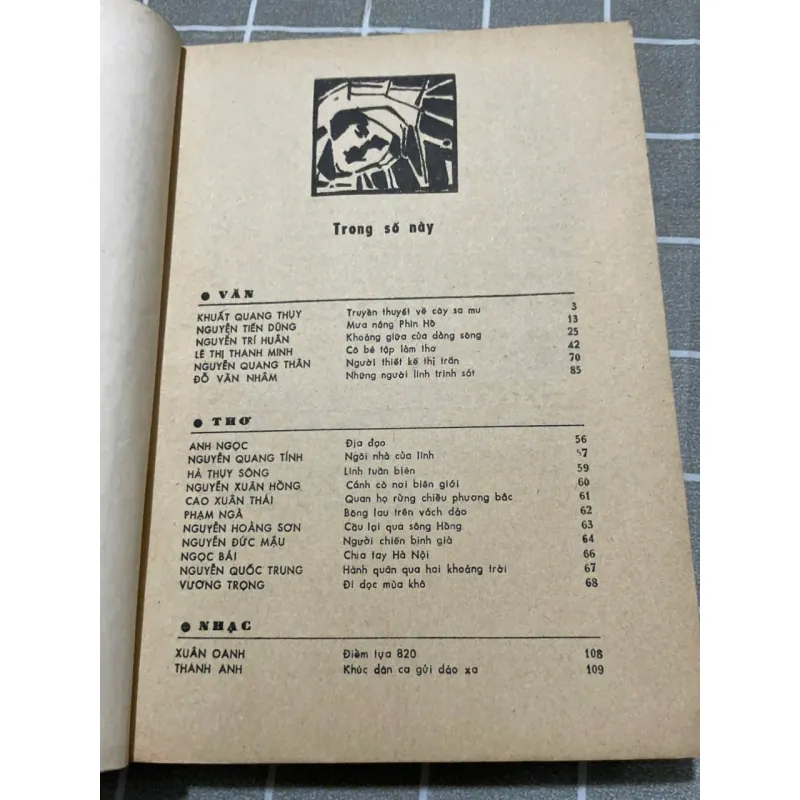 Trong số này
● VĂN
KHUẤT QUANG THỤY Truyền thuyết về cây sa mu 3
NGUYỄN TIẾN DŨNG Mưa nắng Phìn Hồ 13
NGUYỄN TRÍ HUÂN Khoảng giữa của dòng sông 25
LÊ THỊ THANH MINH Cô bé tập làm thơ 42
NGUYỄN QUANG THÂN Người thiết kế thị trấn 70
ĐỖ VĂN NHÂM Những người lính trinh sát 85
● THƠ
ANH NGỌC Địa đạo 56
NGUYỄN QUANG TÍNH Ngôi nhà của lính 57
HÀ THỤY SÔNG Lính tuần biên 59
NGUYỄN XUÂN HỒNG Cánh cò nơi biên giới 60
CAO XUÂN THÁI Quan họ rừng chiều phương bắc 61
PHẠM NGÀ Bông lau trên vách đảo 62
NGUYỄN HOÀNG SƠN Cầu lại qua sông Hồng 63
NGUYỄN ĐỨC MẬU Người chiến binh già 64
NGỌC BÁI Chia tay Hà Nội 66
NGUYỄN QUỐC TRUNG Hành quân qua hai khoảng trời 67
VƯƠNG TRỌNG Đi dọc mùa khô 68
● NHẠC
XUÂN OANH Điểm tựa 820 108
THANH ANH Khúc dân ca gửi đảo xa 109